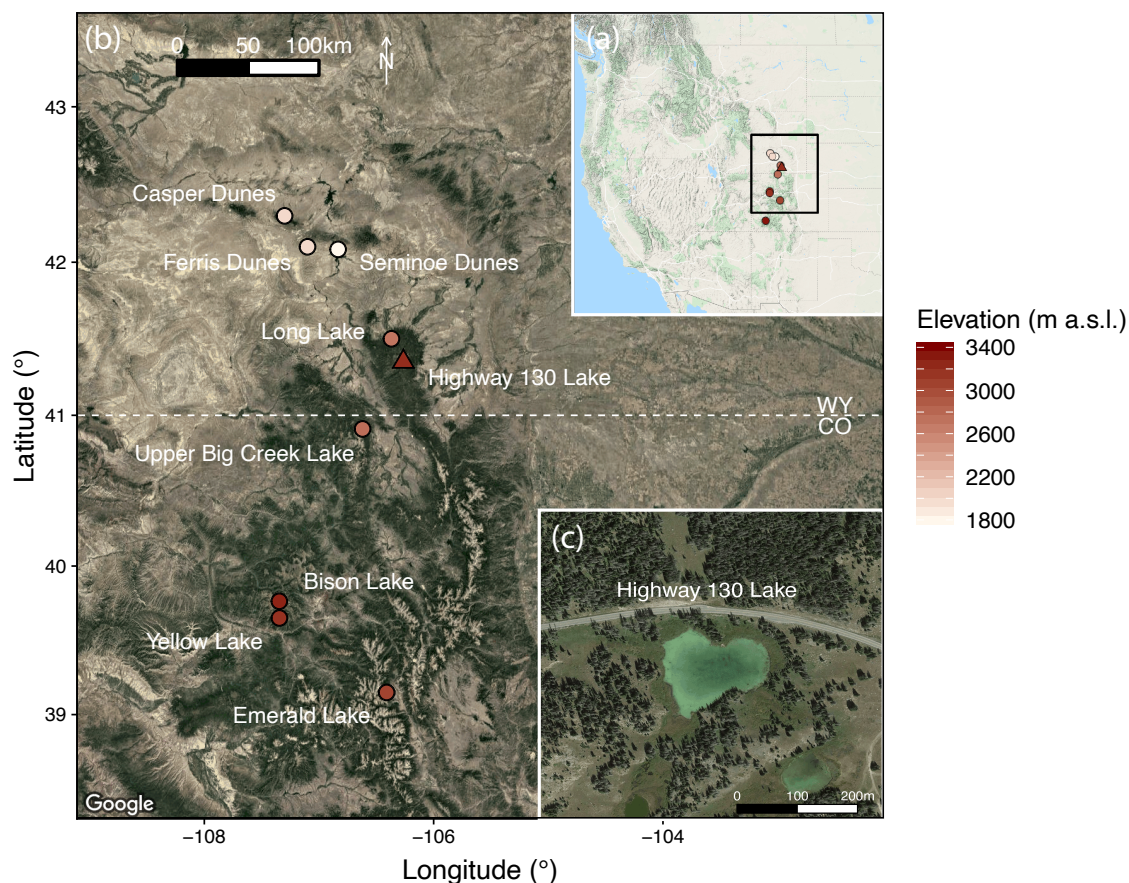 (b)
0 50 100km
N
(a)
43
42
41
40
39
Latitude (°)
Casper Dunes
Ferris Dunes
Seminoe Dunes
Long Lake
Highway 130 Lake
WY
CO
Upper Big Creek Lake
Bison Lake
Yellow Lake
Emerald Lake
Google
(c)
Highway 130 Lake
0 100 200m
−108 −106 −104
Longitude (°)
Elevation (m a.s.l.)
3400
3000
2600
2200
1800